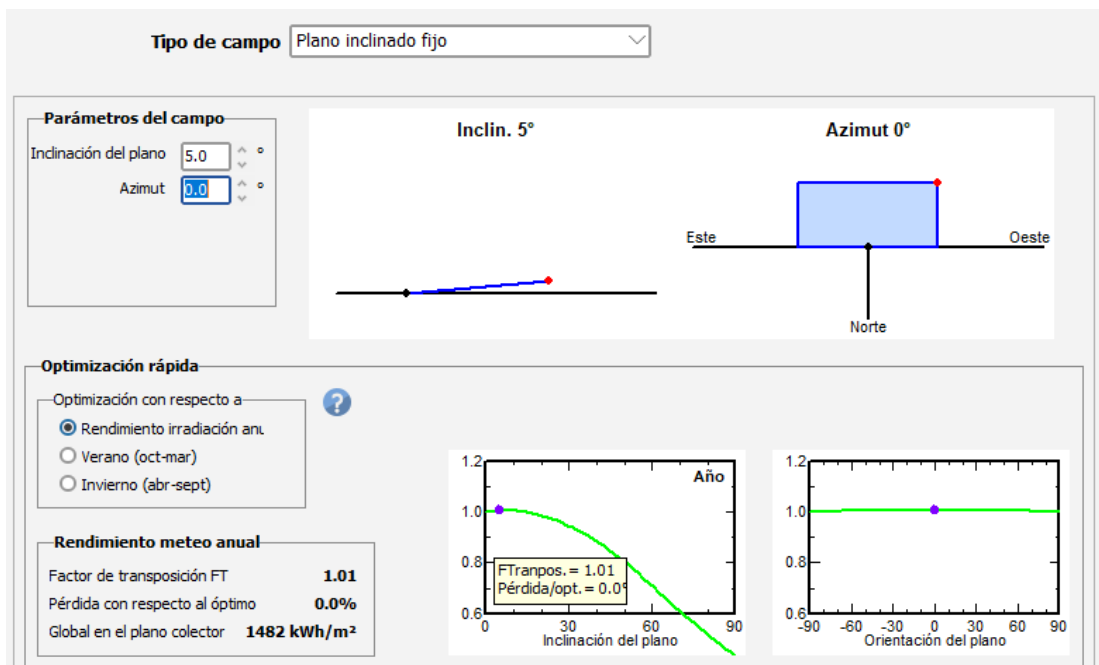 Tipo de campo Plano inclinado fijo
Parámetros del campo
Inclinación del plano 5.0 °
Azimut 0.0 °
Inclin. 5°
Azimut 0°
Este
Oeste
Norte
Optimización rápida
Optimización con respecto a
Rendimiento irradiación anu
Verano (oct-mar)
Invierno (abr-sept)
?
Rendimiento meteo anual
Factor de transposición FT 1.01
Pérdida con respecto al óptimo 0.0%
Global en el plano colector 1482 kWh/m²
Año
1.2
1.0
0.8
0.6
FTranpos. = 1.01
Pérdida/opt. = 0.0%
0 30 60 90
Inclinación del plano
1.2
1.0
0.8
0.6
-90 -60 -30 0 30 60 90
Orientación del plano